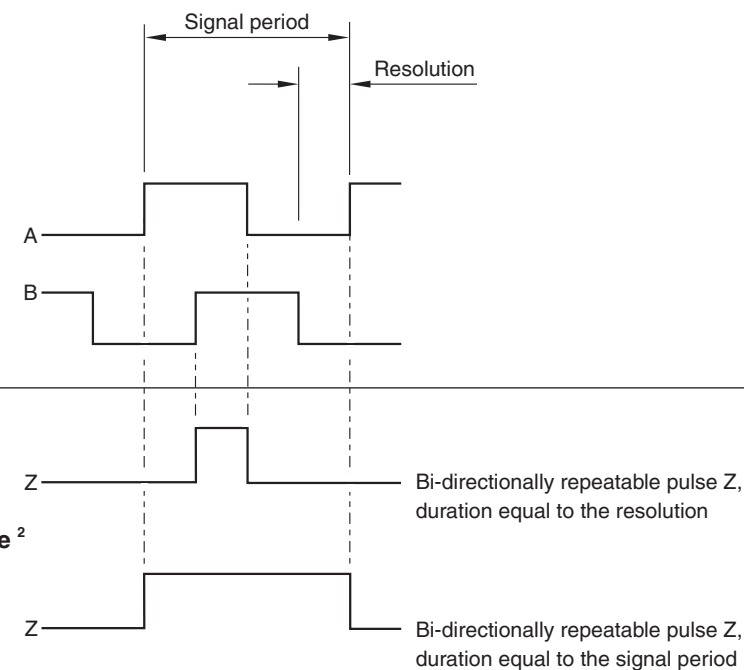 Signal period
Resolution
A
B
Z
Bi-directionally repeatable pulse Z,
duration equal to the resolution
e ²
Z
Bi-directionally repeatable pulse Z,
duration equal to the signal period